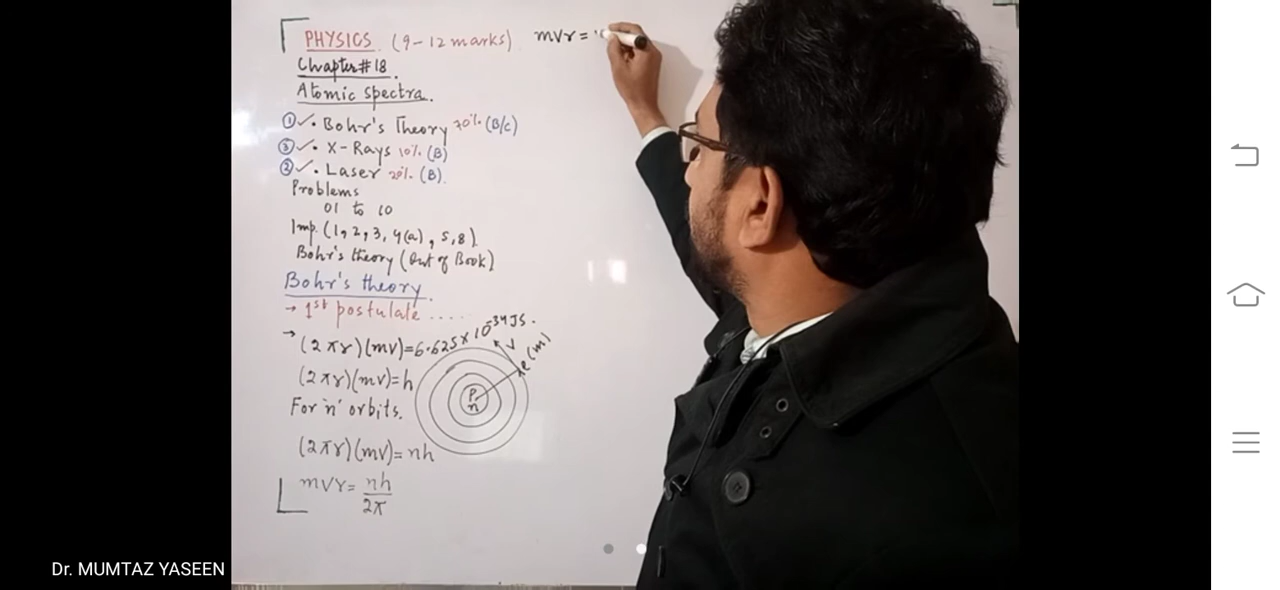 PHYSICS. (9-12 marks)
Chapter#18.
Atomic spectra.
① ✓. Bohr's Theory 70% (B/C)
③ ✓. X-Rays 10% (B)
② ✓. Laser 20% (B).
Problems
01 to 10
Imp. (1, 2, 3, 4(a), 5, 8).
Bohr's theory (Out of Book)
Bohr's theory.
→ 1st postulate ....
→ (2πr)(mv)=6.625×10⁻³⁴JS.
(2πr)(mv)=h
For 'n' orbits.
(2πr)(mv)=nh
mvr= nh
2π
P
n
v
e (m)
mvr =
Dr. MUMTAZ YASEEN